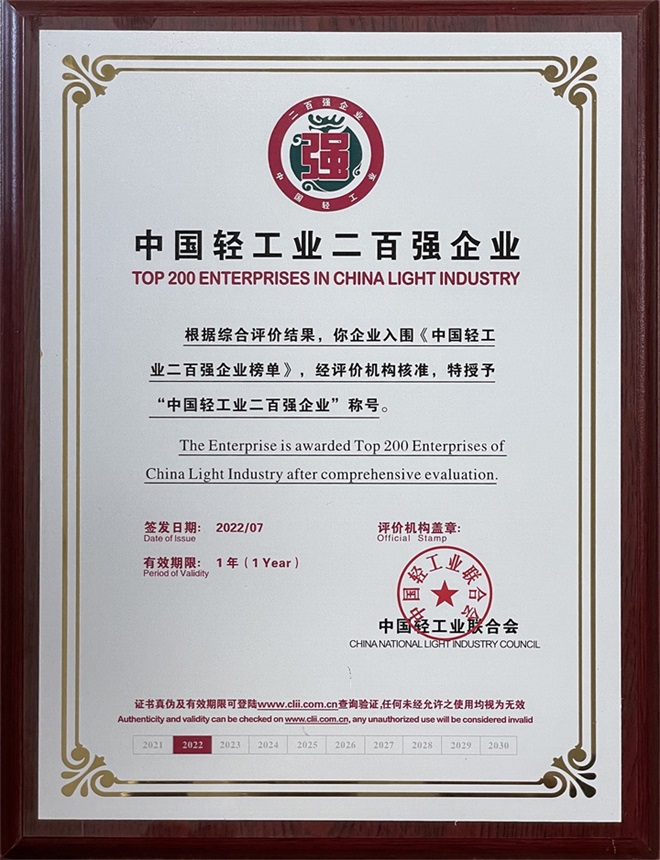 二百强企业
强
中国轻工业
中国轻工业二百强企业
TOP 200 ENTERPRISES IN CHINA LIGHT INDUSTRY
根据综合评价结果，你企业入围《中国轻工
业二百强企业榜单》，经评价机构核准，特授予
“中国轻工业二百强企业”称号。
The Enterprise is awarded Top 200 Enterprises of
China Light Industry after comprehensive evaluation.
签发日期： 2022/07
Date of Issue
有效期限： 1年（1 Year）
Period of Validity
评价机构盖章：
Official Stamp
中国轻工业联合会
中国轻工业联合会
CHINA NATIONAL LIGHT INDUSTRY COUNCIL
证书真伪及有效期限可登陆www.clii.com.cn查询验证,任何未经允许之使用均视为无效
Authenticity and validity can be checked on www.clii.com.cn, any unauthorized use will be considered invalid
2021 2022 2023 2024 2025 2026 2027 2028 2029 2030